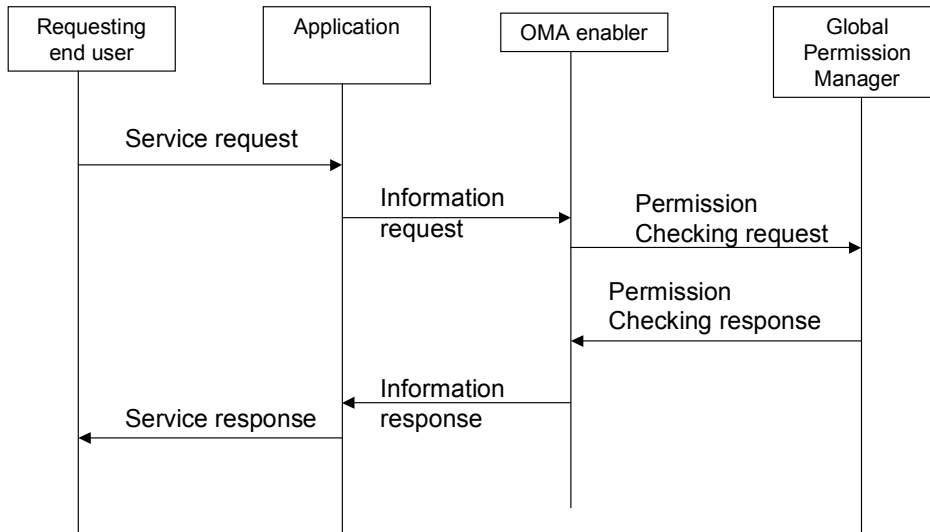 Requesting
end user
Application
OMA enabler
Global
Permission
Manager
Service request
Information
request
Permission
Checking request
Permission
Checking response
Information
response
Service response